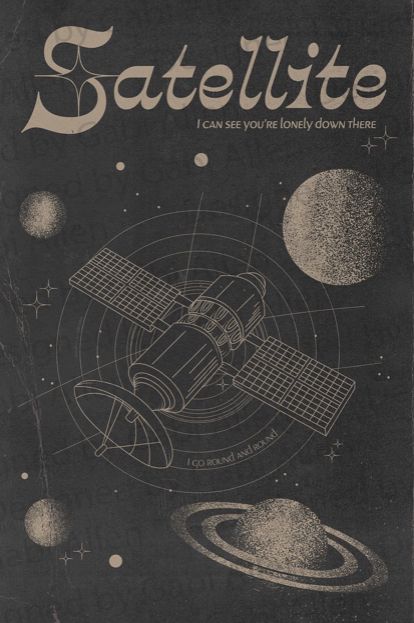 Satellite
I CAN SEE YOU'RE lONEly dOWN THERE
I GO ROUNd ANd ROUNd